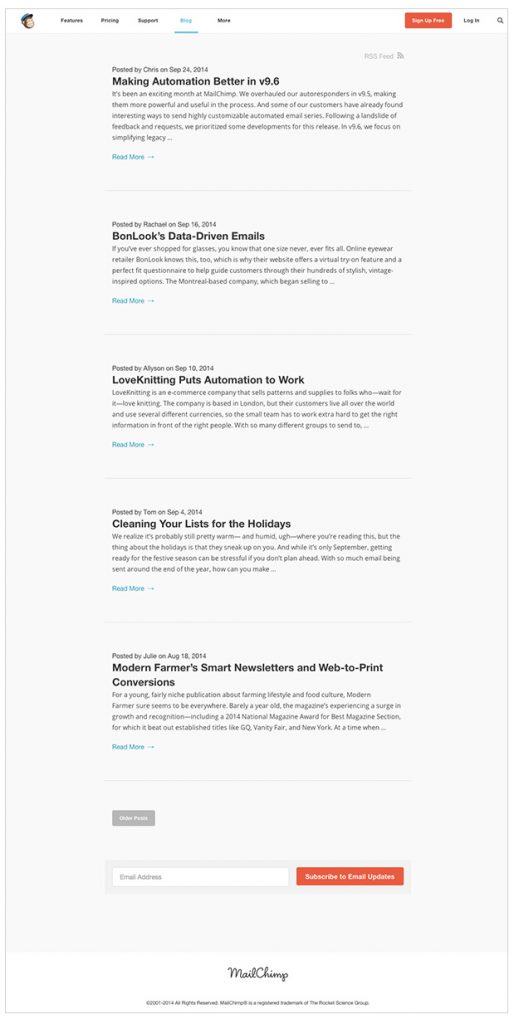 Features Pricing Support Blog More Sign Up Free Log In
RSS Feed
Posted by Chris on Sep 24, 2014
Making Automation Better in v9.6
It's been an exciting month at MailChimp. We overhauled our autoresponders in v9.5, making
them more powerful and useful in the process. And some of our customers have already found
interesting ways to send highly customizable automated email series. Following a landslide of
feedback and requests, we prioritized some developments for this release. In v9.6, we focus on
simplifying legacy ...
Read More →
Posted by Rachael on Sep 16, 2014
BonLook's Data-Driven Emails
If you've ever shopped for glasses, you know that one size never, ever fits all. Online eyewear
retailer BonLook knows this, too, which is why their website offers a virtual try-on feature and a
perfect fit questionnaire to help guide customers through their hundreds of stylish, vintage-
inspired options. The Montreal-based company, which began selling to ...
Read More →
Posted by Allyson on Sep 10, 2014
LoveKnitting Puts Automation to Work
LoveKnitting is an e-commerce company that sells patterns and supplies to folks who—wait for
it—love knitting. The company is based in London, but their customers live all over the world
and use several different currencies, so the small team has to work extra hard to get the right
information in front of the right people. With so many different groups to send to, ...
Read More →
Posted by Tom on Sep 4, 2014
Cleaning Your Lists for the Holidays
We realize it's probably still pretty warm— and humid, ugh—where you're reading this, but the
thing about the holidays is that they sneak up on you. And while it's only September, getting
ready for the festive season can be stressful if you don't plan ahead. With so much email being
sent around the end of the year, how can you make ...
Read More →
Posted by Julie on Aug 18, 2014
Modern Farmer's Smart Newsletters and Web-to-Print
Conversions
For a young, fairly niche publication about farming lifestyle and food culture, Modern
Farmer sure seems to be everywhere. Barely a year old, the magazine's experiencing a surge in
growth and recognition—including a 2014 National Magazine Award for Best Magazine Section,
for which it beat out established titles like GQ, Vanity Fair, and New York. At a time when ...
Read More →
Older Posts
Email Address Subscribe to Email Updates
MailChimp
©2001-2014 All Rights Reserved. MailChimp® is a registered trademark of The Rocket Science Group.